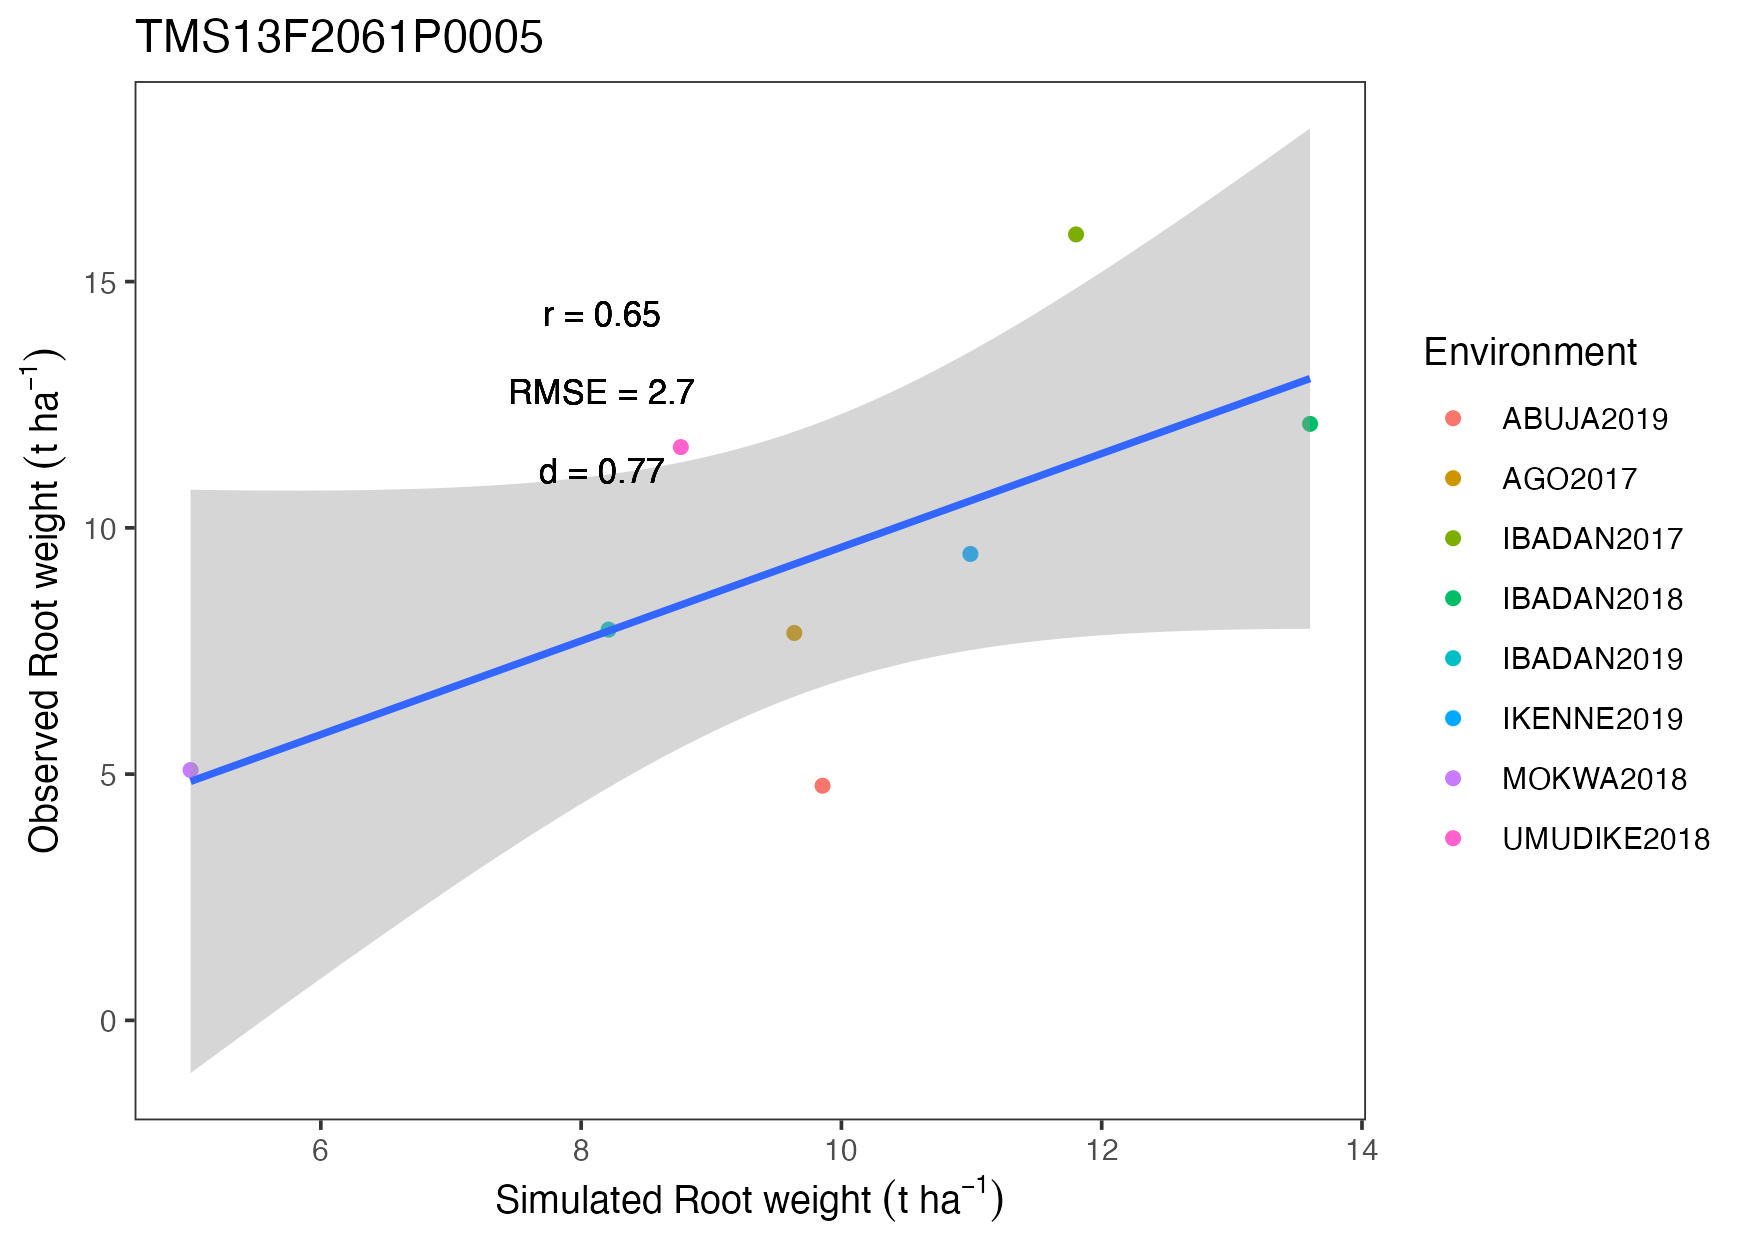 TMS13F2061P0005
Observed Root weight (t ha⁻¹)
15
10
5
0
r = 0.65
RMSE = 2.7
d = 0.77
6 8 10 12 14
Simulated Root weight (t ha⁻¹)
Environment
ABUJA2019
AGO2017
IBADAN2017
IBADAN2018
IBADAN2019
IKENNE2019
MOKWA2018
UMUDIKE2018